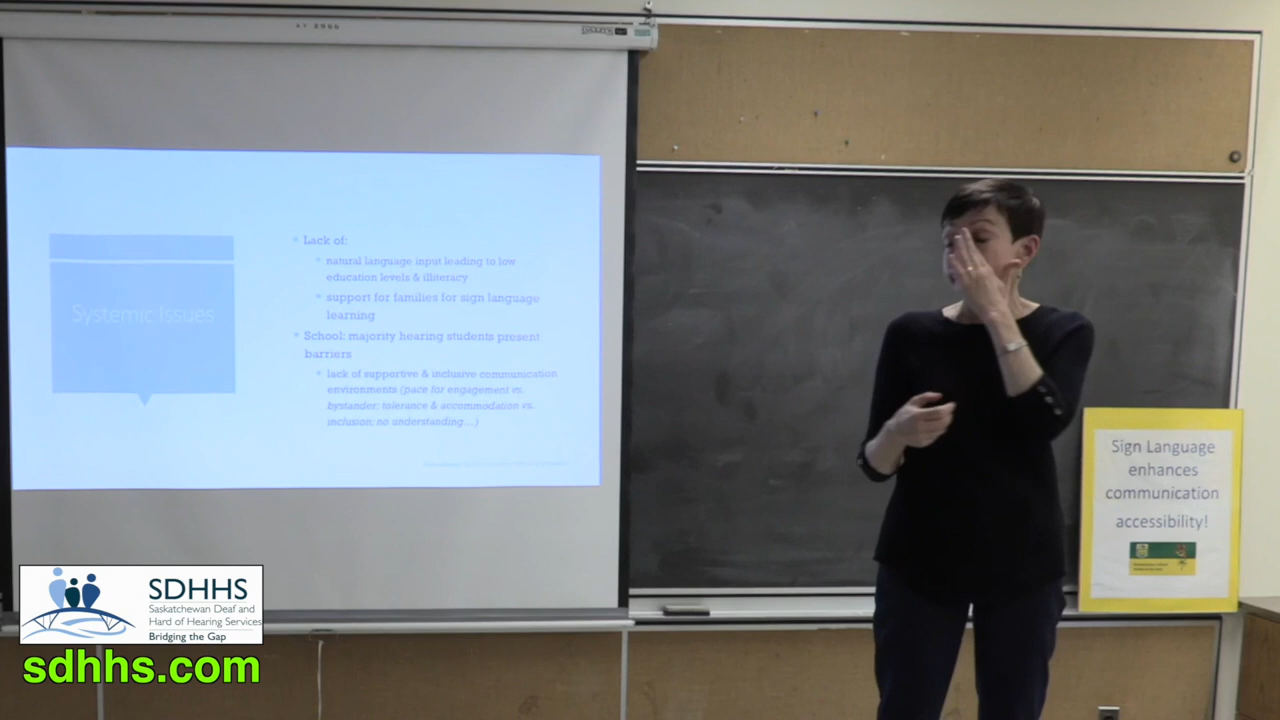 Systemic Issues
Lack of:
natural language input leading to low
education levels & illiteracy
support for families for sign language
learning
School: majority hearing students present
barriers
lack of supportive & inclusive communication
environments (pace for engagement vs.
bystander; tolerance & accommodation vs.
inclusion; no understanding…)
Sign Language
enhances
communication
accessibility!
SDHHS
Saskatchewan Deaf and
Hard of Hearing Services
Bridging the Gap
sdhhs.com